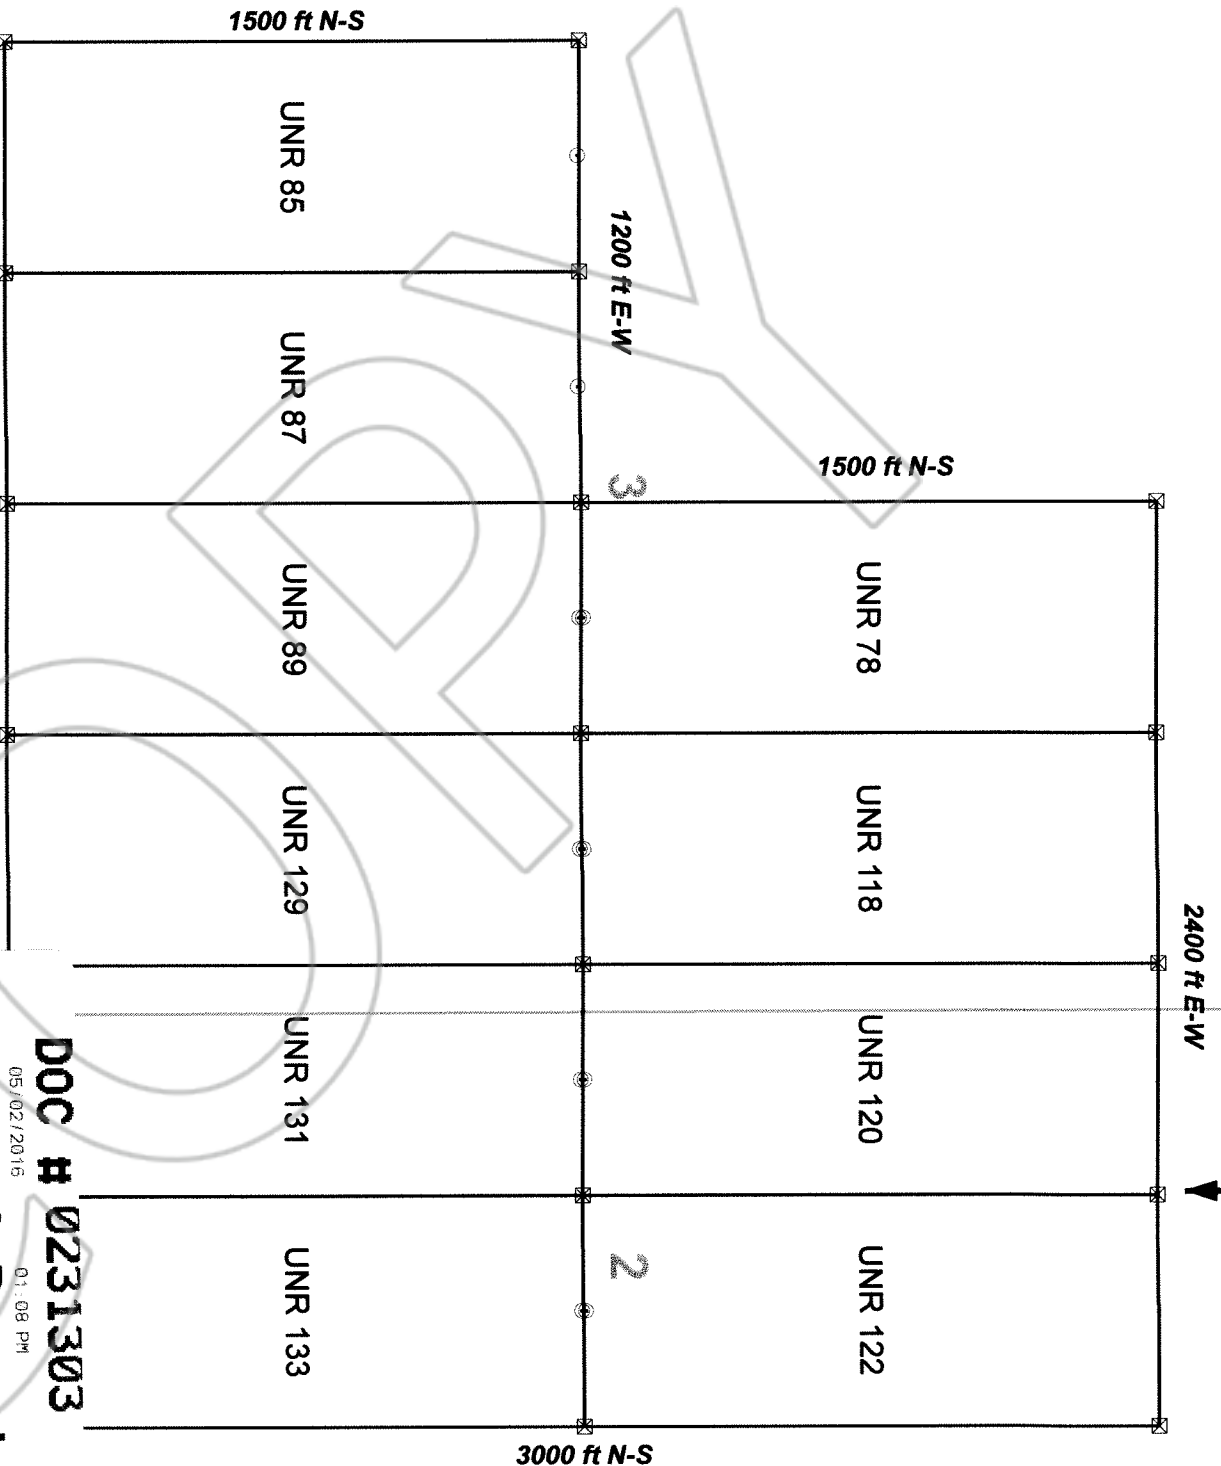 1500 ft N-S
UNR 85
1200 ft E-W
UNR 87
1500 ft N-S
3
UNR 89
UNR 78
UNR 129
UNR 118
2400 ft E-W
UNR 131
UNR 120
UNR 133
2
UNR 122
3000 ft N-S
DOC # 0231303
05/02/2016 01:08 PM
COPY